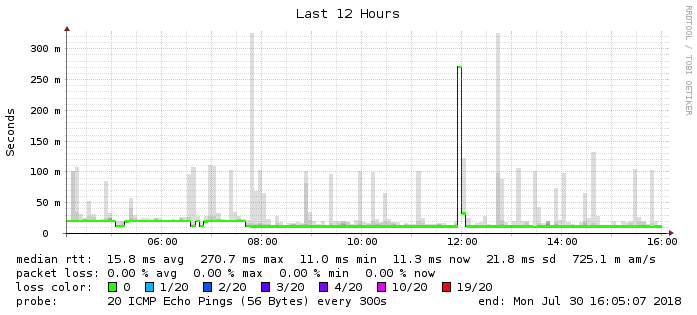 Last 12 Hours
RRDTOOL / TOBI OETIKER
Seconds
300 m
250 m
200 m
150 m
100 m
50 m
0
06:00 08:00 10:00 12:00 14:00 16:00
median rtt: 15.8 ms avg 270.7 ms max 11.0 ms min 11.3 ms now 21.8 ms sd 725.1 m am/s
packet loss: 0.00 % avg 0.00 % max 0.00 % min 0.00 % now
loss color: 0 1/20 2/20 3/20 4/20 10/20 19/20
probe: 20 ICMP Echo Pings (56 Bytes) every 300s end: Mon Jul 30 16:05:07 2018